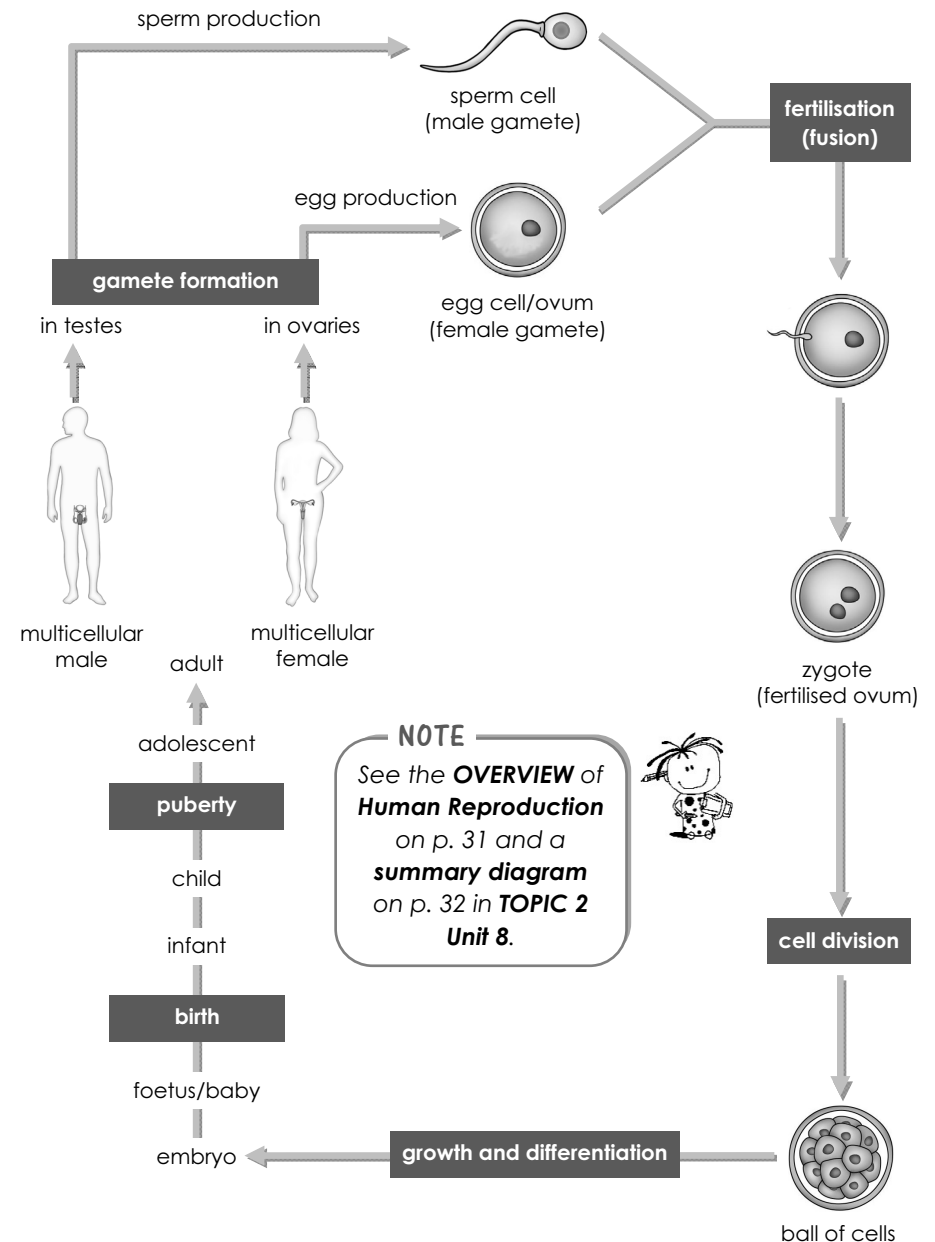 sperm production
sperm cell
(male gamete)
fertilisation
(fusion)
egg production
egg cell/ovum
(female gamete)
gamete formation
in testes
in ovaries
multicellular
male
multicellular
female
zygote
(fertilised ovum)
adult
adolescent
puberty
child
infant
birth
foetus/baby
embryo
NOTE
See the OVERVIEW of
Human Reproduction
on p. 31 and a
summary diagram
on p. 32 in TOPIC 2
Unit 8.
cell division
growth and differentiation
ball of cells